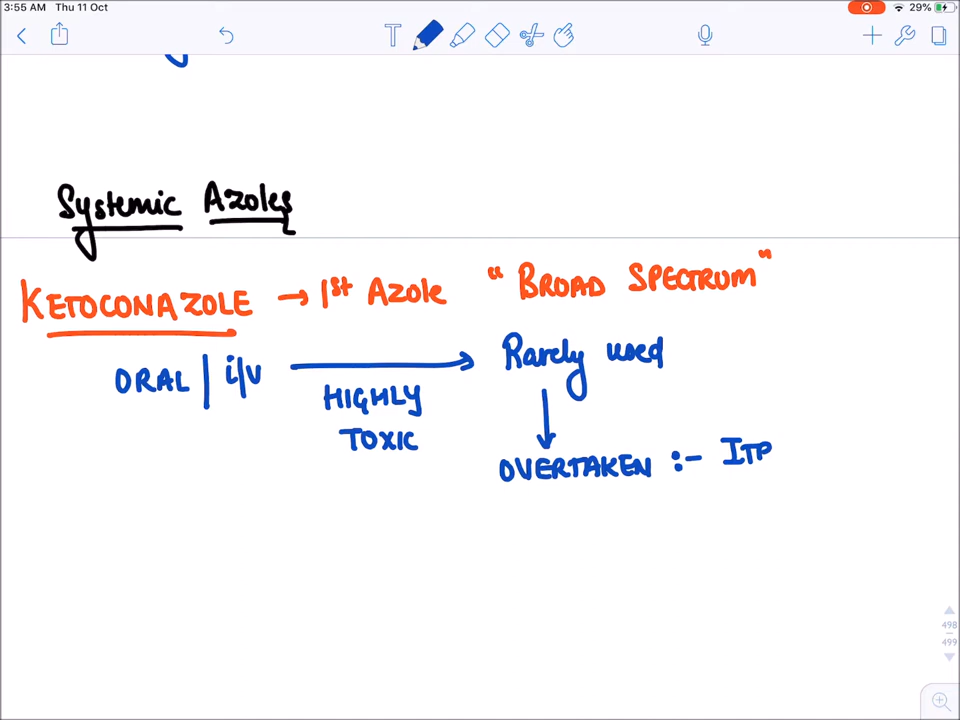 3:55 AM Thu 11 Oct 29%
T
Systemic Azoles
KETOCONAZOLE → 1st Azole "BROAD SPECTRUM"
ORAL | i/v → Rarely used
HIGHLY
TOXIC
OVERTAKEN :- ITP
498
499